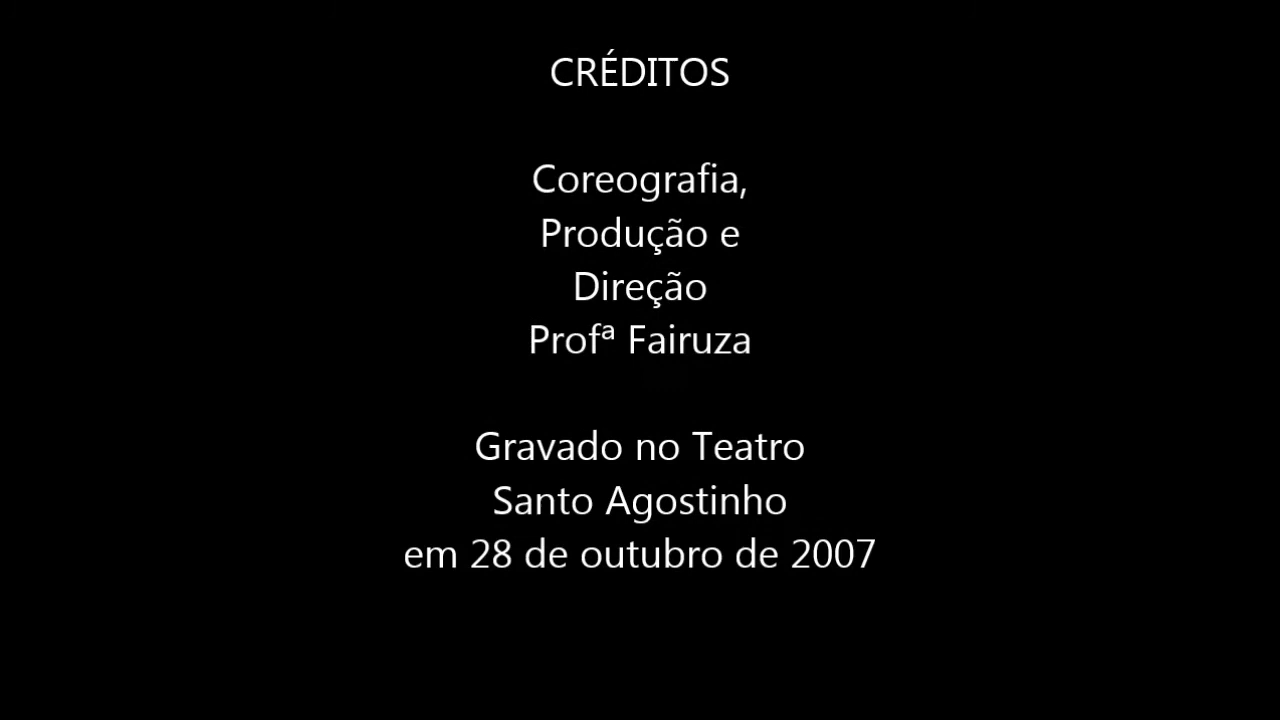 CRÉDITOS
Coreografia,
Produção e
Direção
Profª Fairuza
Gravado no Teatro
Santo Agostinho
em 28 de outubro de 2007